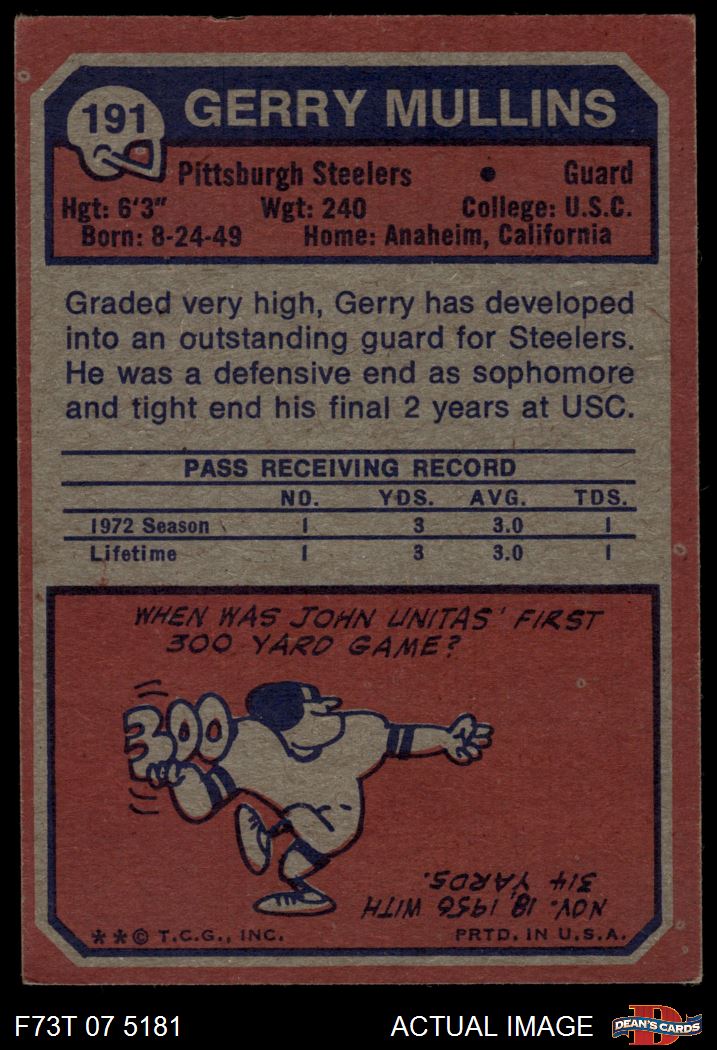 191
GERRY MULLINS
Pittsburgh Steelers • Guard
Hgt: 6'3" Wgt: 240 College: U.S.C.
Born: 8-24-49 Home: Anaheim, California
Graded very high, Gerry has developed
into an outstanding guard for Steelers.
He was a defensive end as sophomore
and tight end his final 2 years at USC.
PASS RECEIVING RECORD
NO. YDS. AVG. TDS.
1972 Season 1 3 3.0 1
Lifetime 1 3 3.0 1
WHEN WAS JOHN UNITAS' FIRST
300 YARD GAME?
300
NOV. 18, 1956 WITH
314 YARDS.
* * © T.C.G., INC. PRTD. IN U.S.A.
F73T 07 5181 ACTUAL IMAGE
D
DEAN'S CARDS